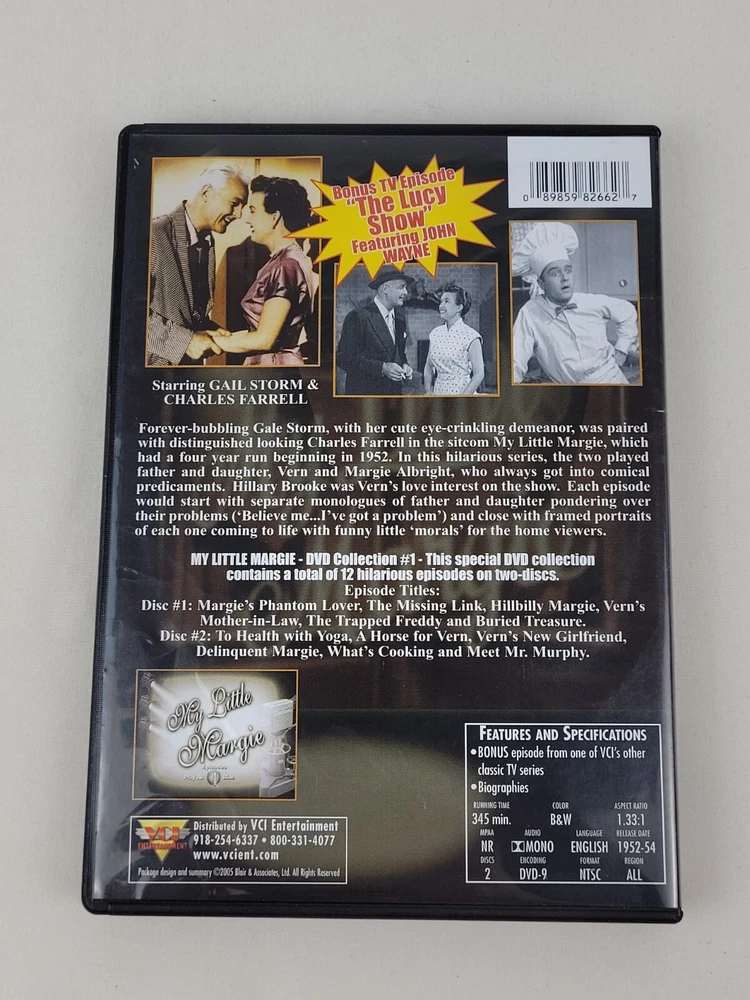 Bonus TV Episode
"The Lucy
Show"
Featuring JOHN
WAYNE
0 89859 82662 7
Starring GAIL STORM &
CHARLES FARRELL
Forever-bubbling Gale Storm, with her cute eye-crinkling demeanor, was paired
with distinguished looking Charles Farrell in the sitcom My Little Margie, which
had a four year run beginning in 1952. In this hilarious series, the two played
father and daughter, Vern and Margie Albright, who always got into comical
predicaments. Hillary Brooke was Vern's love interest on the show. Each episode
would start with separate monologues of father and daughter pondering over
their problems ('Believe me...I've got a problem') and close with framed portraits
of each one coming to life with funny little 'morals' for the home viewers.
MY LITTLE MARGIE - DVD Collection #1 - This special DVD collection
contains a total of 12 hilarious episodes on two-discs.
Episode Titles:
Disc #1: Margie's Phantom Lover, The Missing Link, Hillbilly Margie, Vern's
Mother-in-Law, The Trapped Freddy and Buried Treasure.
Disc #2: To Health with Yoga, A Horse for Vern, Vern's New Girlfriend,
Delinquent Margie, What's Cooking and Meet Mr. Murphy.
My Little
Margie
FEATURES AND SPECIFICATIONS
•BONUS episode from one of VCI's other
classic TV series
•Biographies
RUNNING TIME COLOR ASPECT RATIO
345 min. B&W 1.33:1
MPAA AUDIO LANGUAGE RELEASE DATE
NR MONO ENGLISH 1952-54
DISCS ENCODING FORMAT REGION
2 DVD-9 NTSC ALL
VCI
ENTERTAINMENT
Distributed by VCI Entertainment
918-254-6337 • 800-331-4077
www.vcient.com
Package design and summary ©2005 Blair & Associates, Ltd. All Rights Reserved